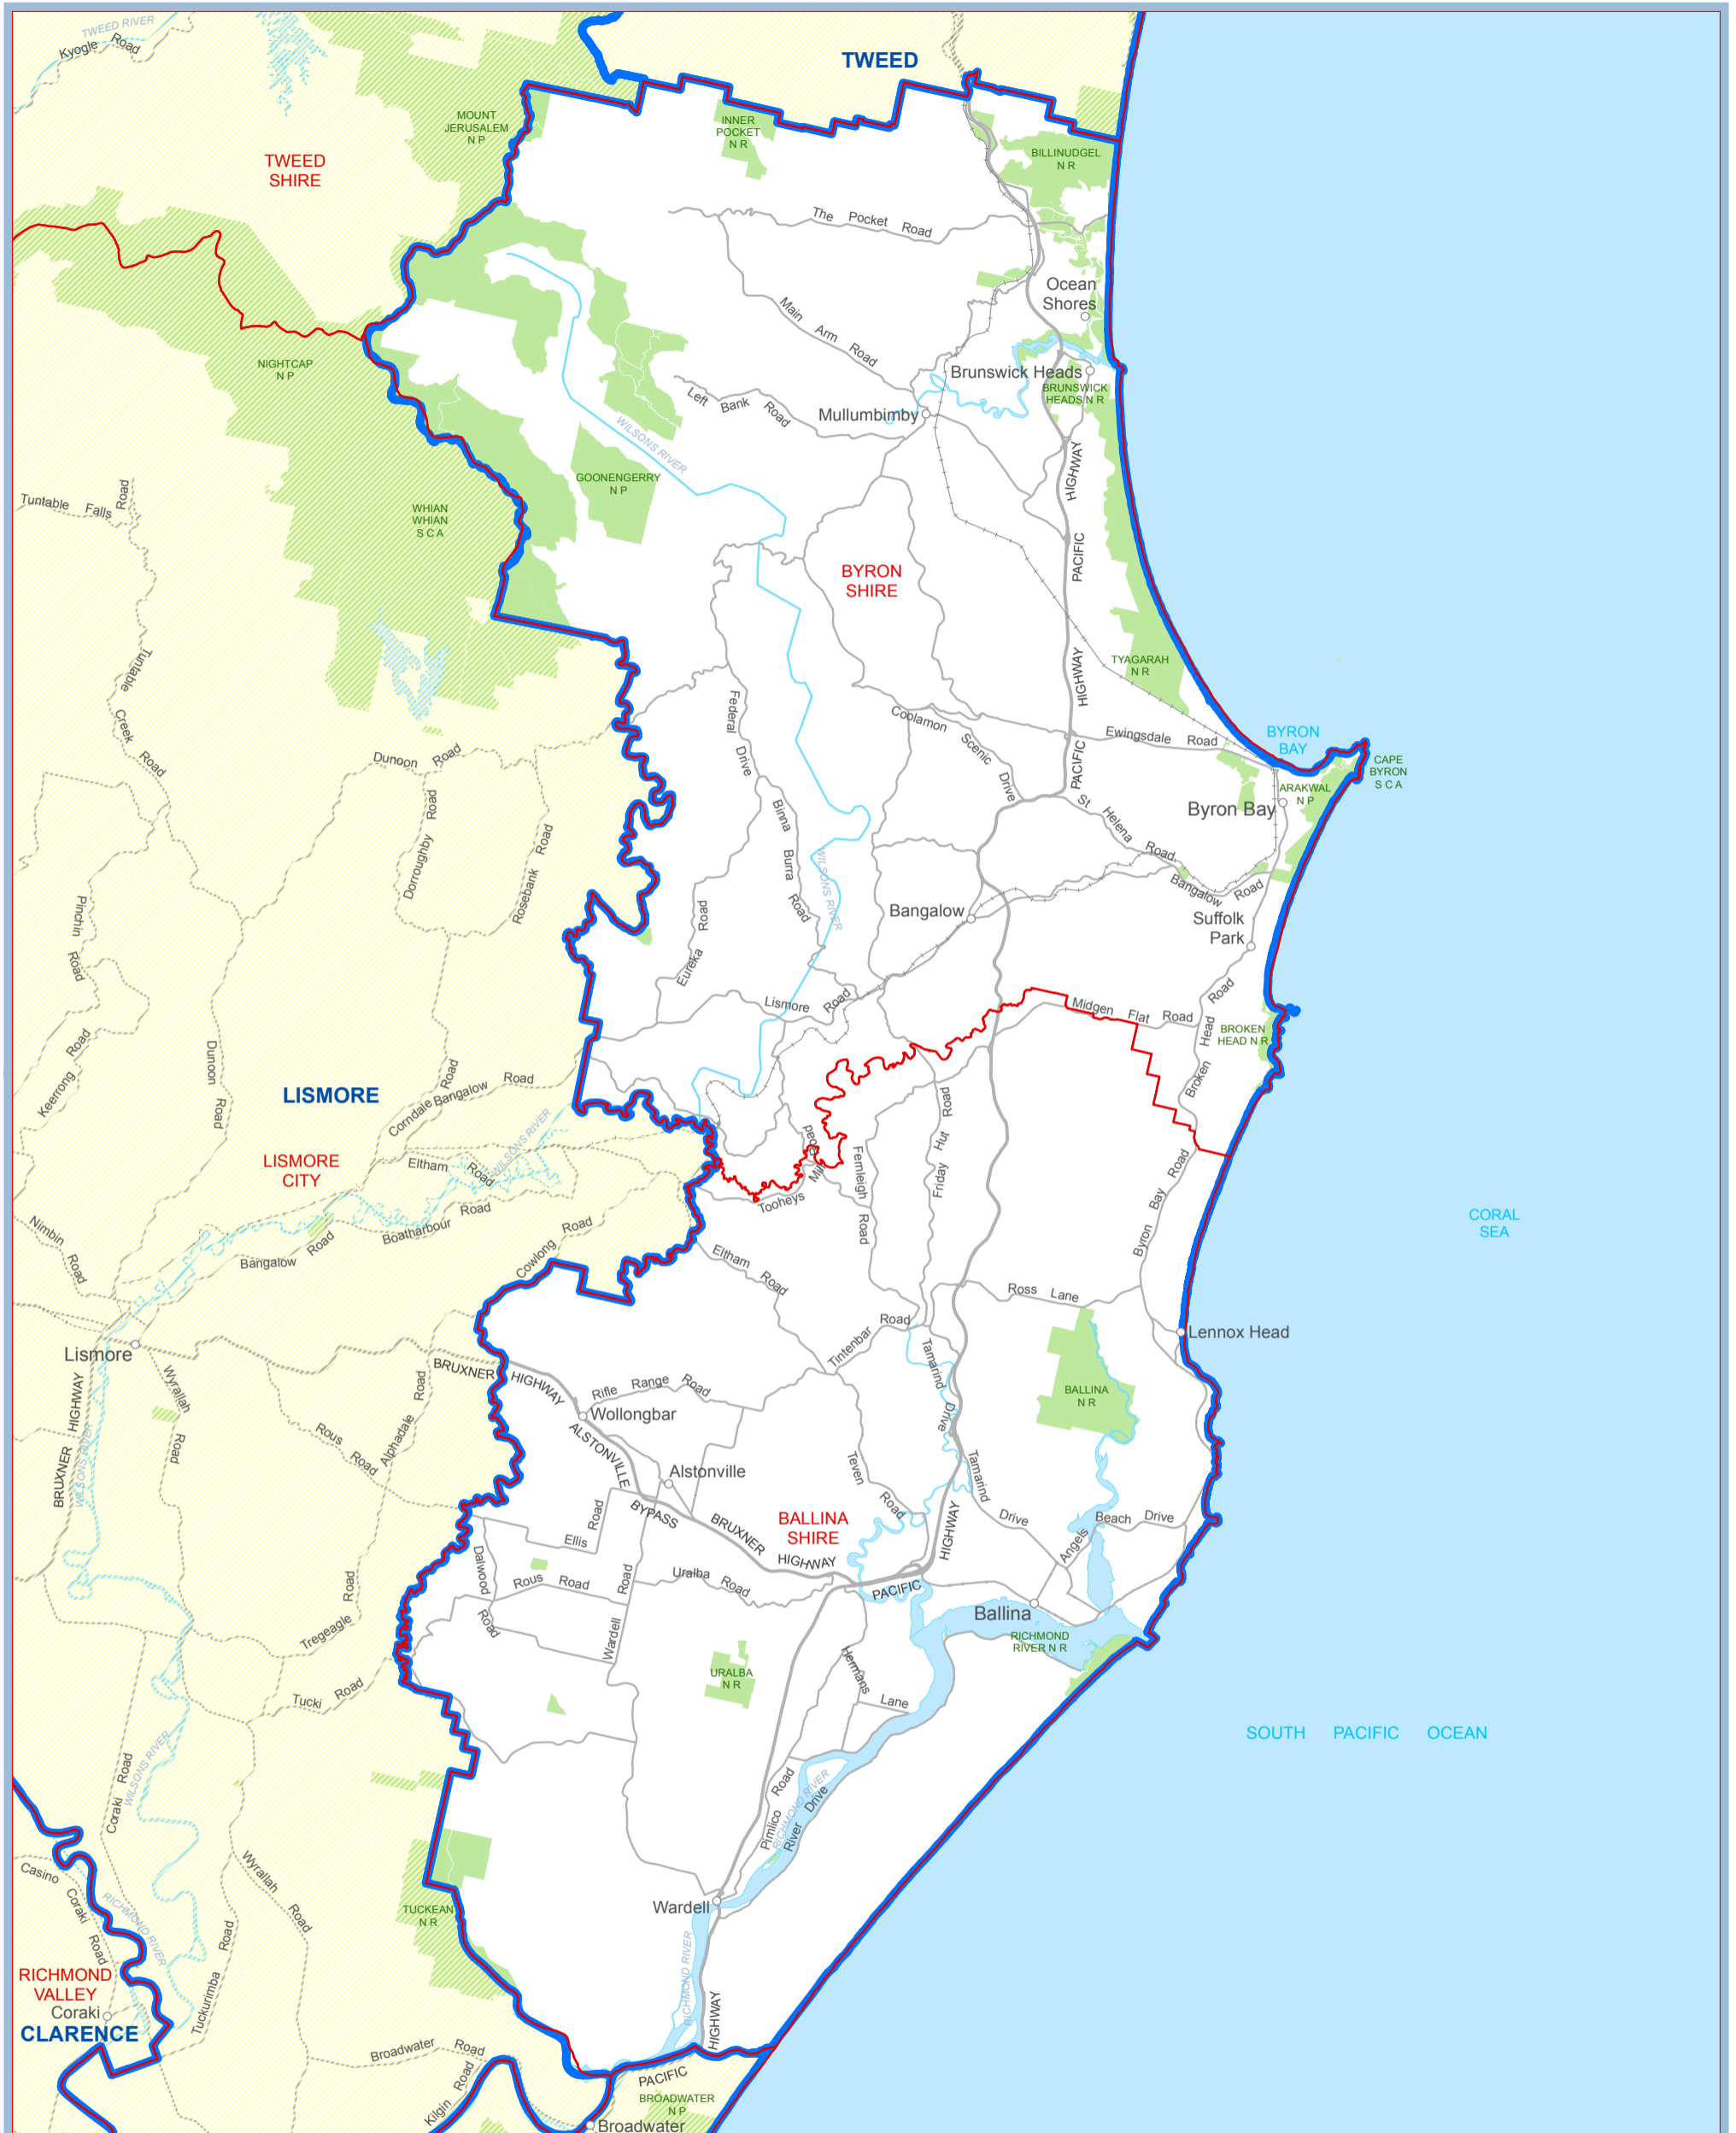 TWEED RIVER
Kyogle Road
TWEED
MOUNT
JERUSALEM
N P
INNER
POCKET
N R
BILLINUDGEL
N R
TWEED
SHIRE
The Pocket Road
Ocean
Shores
Main Arm Road
NIGHTCAP
N P
Brunswick Heads
BRUNSWICK
HEADS N R
Left Bank Road
Mullumbimby
WILSONS RIVER
HIGHWAY
GOONENGERRY
N P
Tuntable Falls Road
WHIAN
WHIAN
S C A
PACIFIC
BYRON
SHIRE
Tuntable Creek Road
HIGHWAY
TYAGARAH
N R
Federal Drive
Coolamon Scenic Drive
Ewingsdale Road
BYRON
BAY
PACIFIC
CAPE
BYRON
S C A
Dunoon Road
ARAKWAL
N P
Byron Bay
Dorroughby Road
Rosebank Road
Binna Burra Road
St Helena Road
WILSONS RIVER
Bangalow Road
Pinchin Road
Bangalow
Suffolk
Park
Eureka Road
Lismore Road
Midgen Flat Road
Broken Head Road
BROKEN
HEAD N R
Keerrong Road
Dunoon Road
LISMORE
Corndale Road
Bangalow Road
WILSONS RIVER
LISMORE
CITY
Eltham Road
Tooheys Mill Road
Fernleigh Road
Friday Hut Road
Byron Bay Road
CORAL
SEA
Nimbin Road
Boatharbour Road
Bangalow Road
Cowlong Road
Eltham Road
Ross Lane
Tintenbar Road
Lennox Head
Lismore
BRUXNER HIGHWAY
Tamarind Drive
Wyrallah Road
BRUXNER HIGHWAY
WILSONS RIVER
Rifle Range Road
BALLINA
N R
Wollongbar
ALSTONVILLE BYPASS
Rous Road
Alphadale Road
Alstonville
Teven Road
Tamarind Drive
BALLINA
SHIRE
BRUXNER HIGHWAY
HIGHWAY
Angels Beach Drive
Ellis Road
Dalwood Road
Rous Road
Uralba Road
PACIFIC
Wardell Road
Ballina
RICHMOND
RIVER N R
Tregeagle Road
Hermans Lane
URALBA
N R
Tucki Road
SOUTH PACIFIC OCEAN
WILSONS RIVER
Coraki Road
Pimlico Road
RICHMOND RIVER
River Drive
Casino Coraki Road
RICHMOND RIVER
Wyrallah Road
Wardell
TUCKEAN
N R
RICHMOND RIVER
Tuckurimba Road
RICHMOND
VALLEY
Coraki
CLARENCE
HIGHWAY
Broadwater Road
Kilgin Road
PACIFIC
BROADWATER
N P
Broadwater